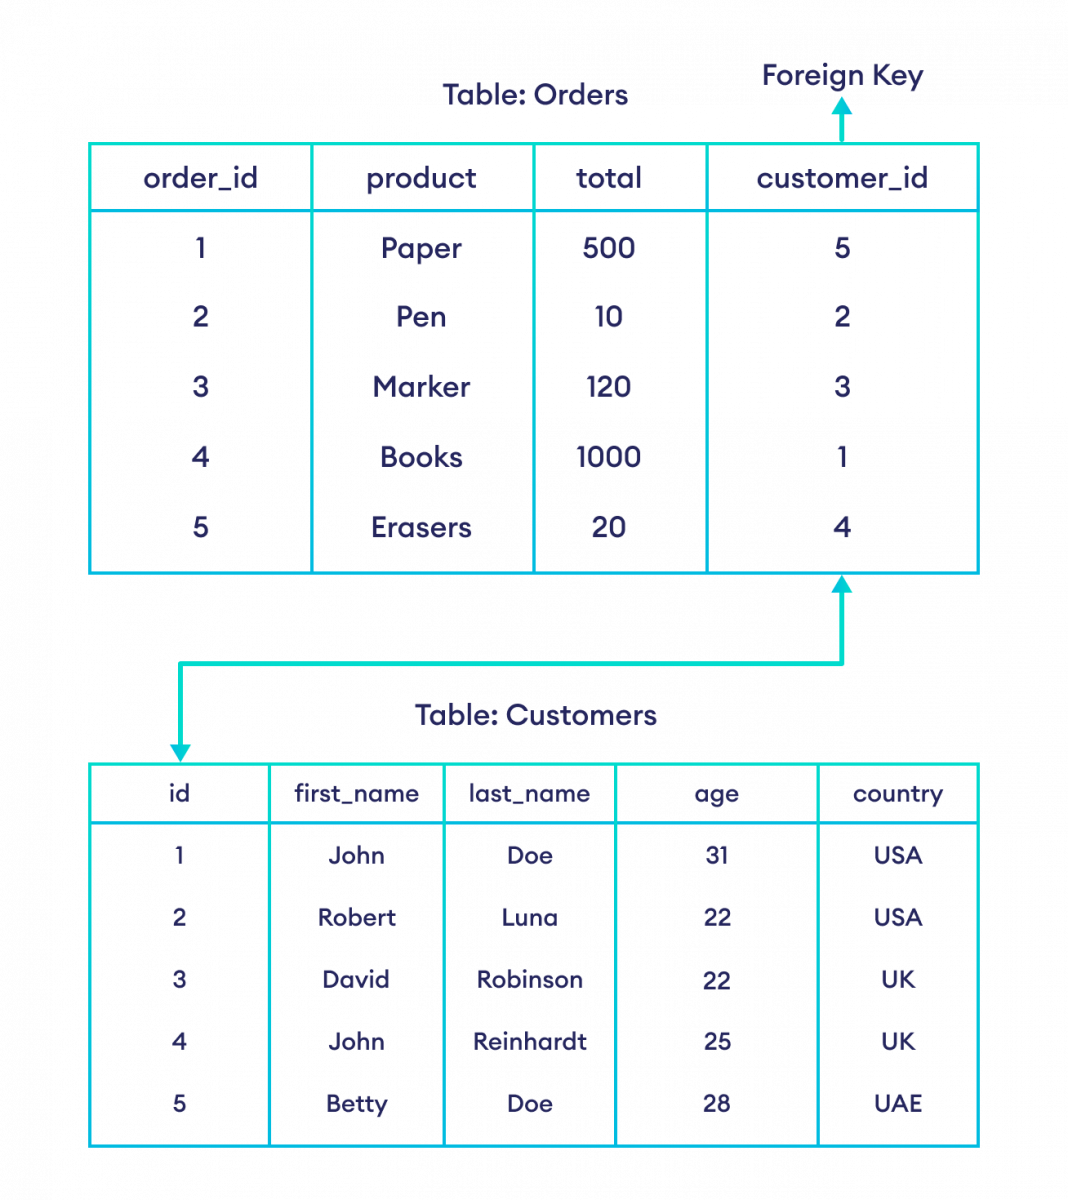 Foreign Key
Table: Orders
order_id product total customer_id
1 Paper 500 5
2 Pen 10 2
3 Marker 120 3
4 Books 1000 1
5 Erasers 20 4
Table: Customers
id first_name last_name age country
1 John Doe 31 USA
2 Robert Luna 22 USA
3 David Robinson 22 UK
4 John Reinhardt 25 UK
5 Betty Doe 28 UAE